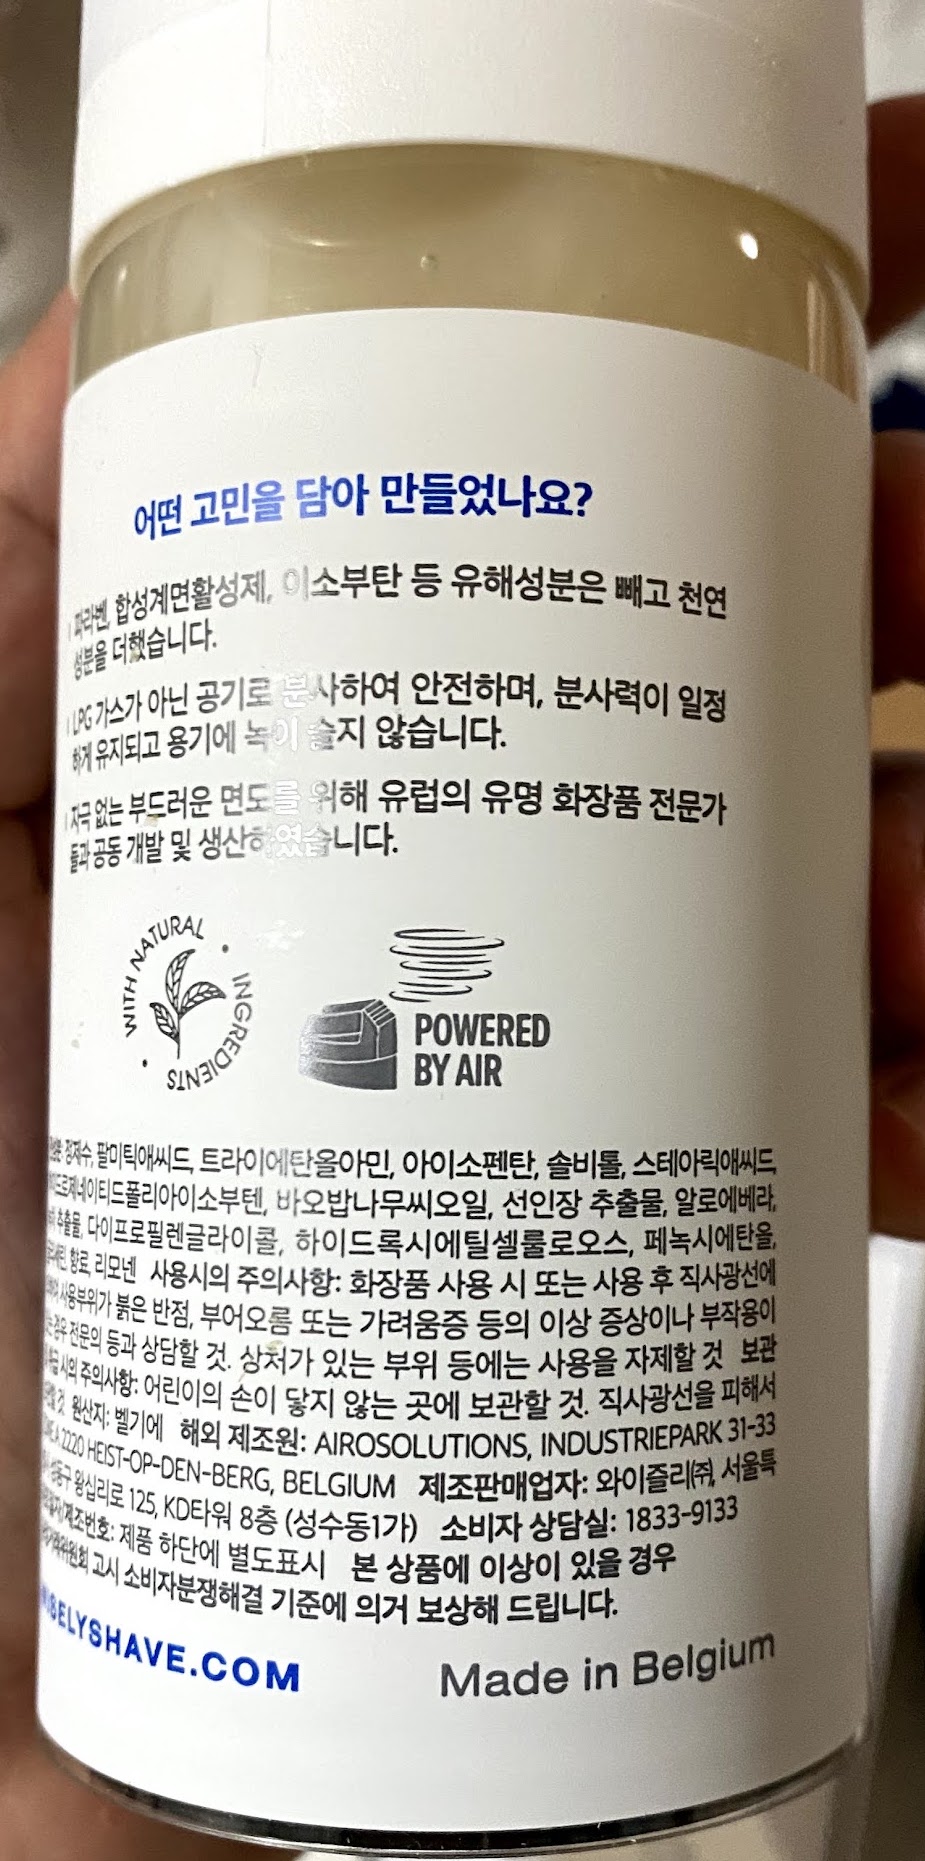 어떤 고민을 담아 만들었나요?
| 파라벤, 합성계면활성제, 이소부탄 등 유해성분은 빼고 천연
성분을 더했습니다.
| LPG 가스가 아닌 공기로 분사하여 안전하며, 분사력이 일정
하게 유지되고 용기에 녹이 슬지 않습니다.
| 자극 없는 부드러운 면도를 위해 유럽의 유명 화장품 전문가
들과 공동 개발 및 생산하였습니다.
WITH NATURAL INGREDIENTS
POWERED
BY AIR
정제수, 팔미틱애씨드, 트라이에탄올아민, 아이소펜탄, 솔비톨, 스테아릭애씨드,
하이드로제네이티드폴리아이소부텐, 바오밥나무씨오일, 선인장 추출물, 알로에베라,
추출물, 다이프로필렌글라이콜, 하이드록시에틸셀룰로오스, 페녹시에탄올,
향료, 리모넨 사용시의 주의사항: 화장품 사용 시 또는 사용 후 직사광선에
사용부위가 붉은 반점, 부어오름 또는 가려움증 등의 이상 증상이나 부작용이
경우 전문의 등과 상담할 것. 상처가 있는 부위 등에는 사용을 자제할 것 보관
시의 주의사항: 어린이의 손이 닿지 않는 곳에 보관할 것. 직사광선을 피해서
것 원산지: 벨기에 해외 제조원: AIROSOLUTIONS, INDUSTRIEPARK 31-33
2220 HEIST-OP-DEN-BERG, BELGIUM 제조판매업자: 와이즐리㈜, 서울특
왕십리로 125, KD타워 8층 (성수동1가) 소비자 상담실: 1833-9133
제조번호: 제품 하단에 별도표시 본 상품에 이상이 있을 경우
고시 소비자분쟁해결 기준에 의거 보상해 드립니다.
WISELYSHAVE.COM
Made in Belgium